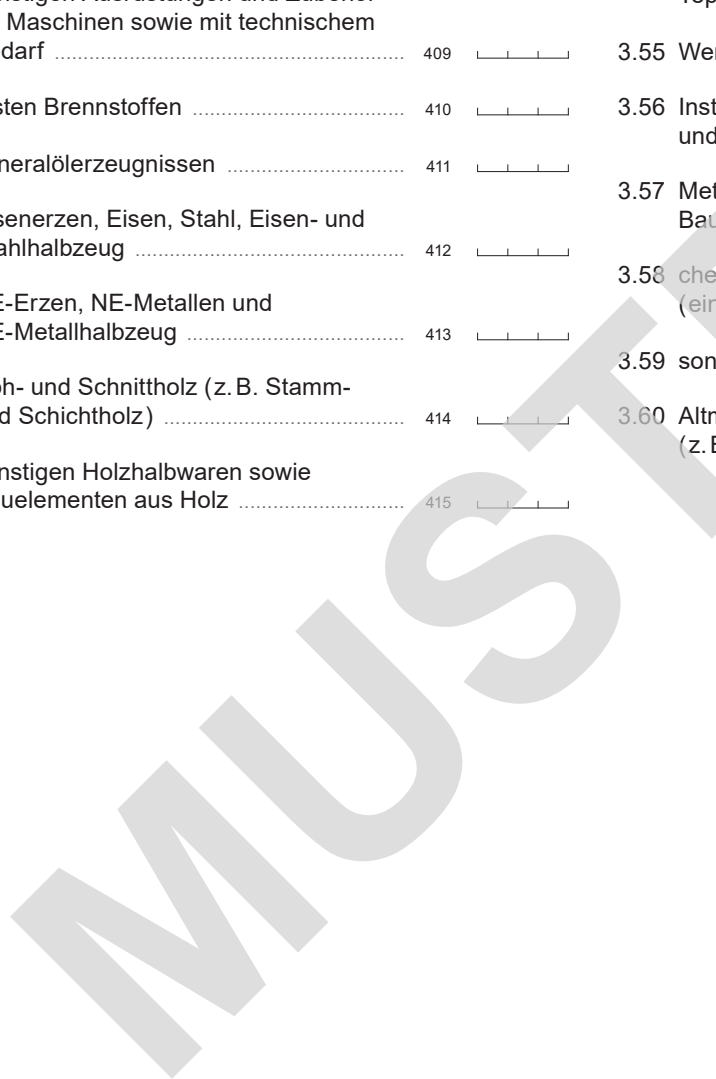 Maschinen sowie mit technischem
darf 409
sten Brennstoffen 410
neralölerzeugnissen 411
senerzen, Eisen, Stahl, Eisen- und
ahlhalbzeug 412
E-Erzen, NE-Metallen und
E-Metallhalbzeug 413
h- und Schnittholz (z. B. Stamm-
d Schichtholz) 414
nstigen Holzhalbwaren sowie
uelementen aus Holz 415
3.55 Wer
3.56 Inst
und
3.57 Met
Bau
3.58 che
(ein
3.59 son
3.60 Altm
(z. B
MUST